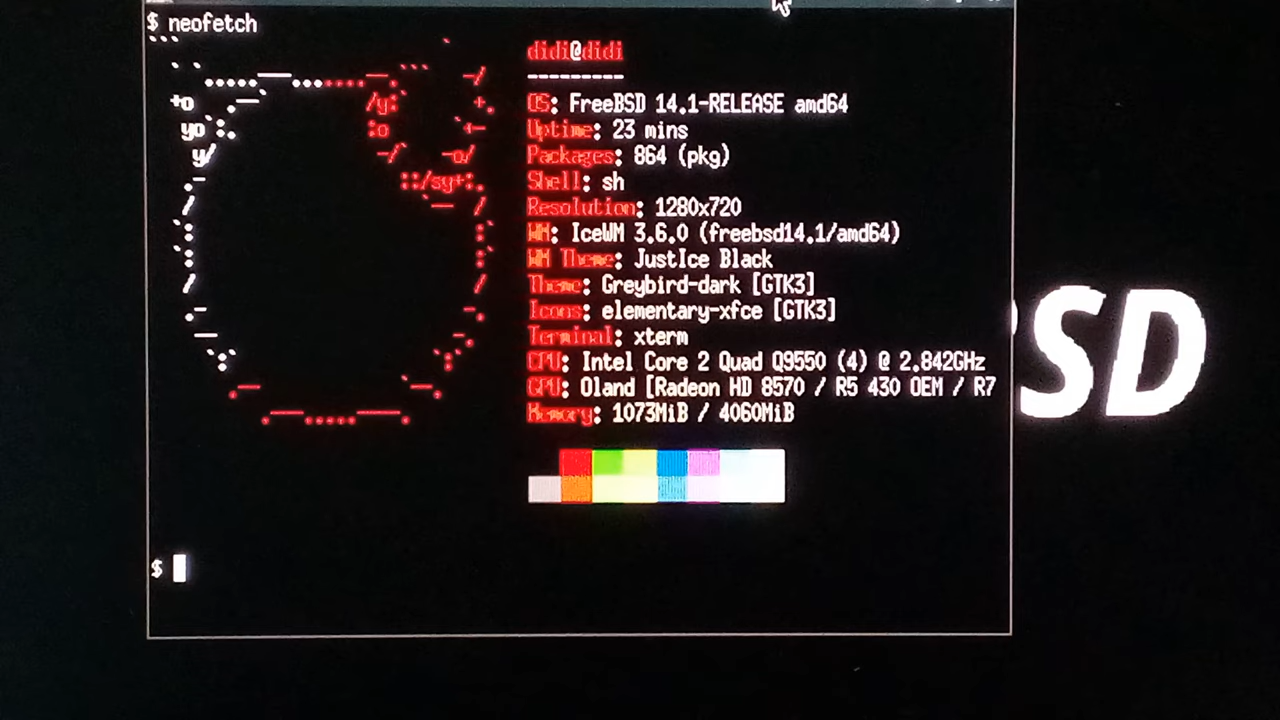 $ neofetch
didi@didi
---------
OS: FreeBSD 14.1-RELEASE amd64
Uptime: 23 mins
Packages: 864 (pkg)
Shell: sh
Resolution: 1280x720
WM: IceWM 3.6.0 (freebsd14.1/amd64)
WM Theme: JustIce Black
Theme: Greybird-dark [GTK3]
Icons: elementary-xfce [GTK3]
Terminal: xterm
CPU: Intel Core 2 Quad Q9550 (4) @ 2.842GHz
GPU: Oland [Radeon HD 8570 / R5 430 OEM / R7
Memory: 1073MiB / 4060MiB
$
SD